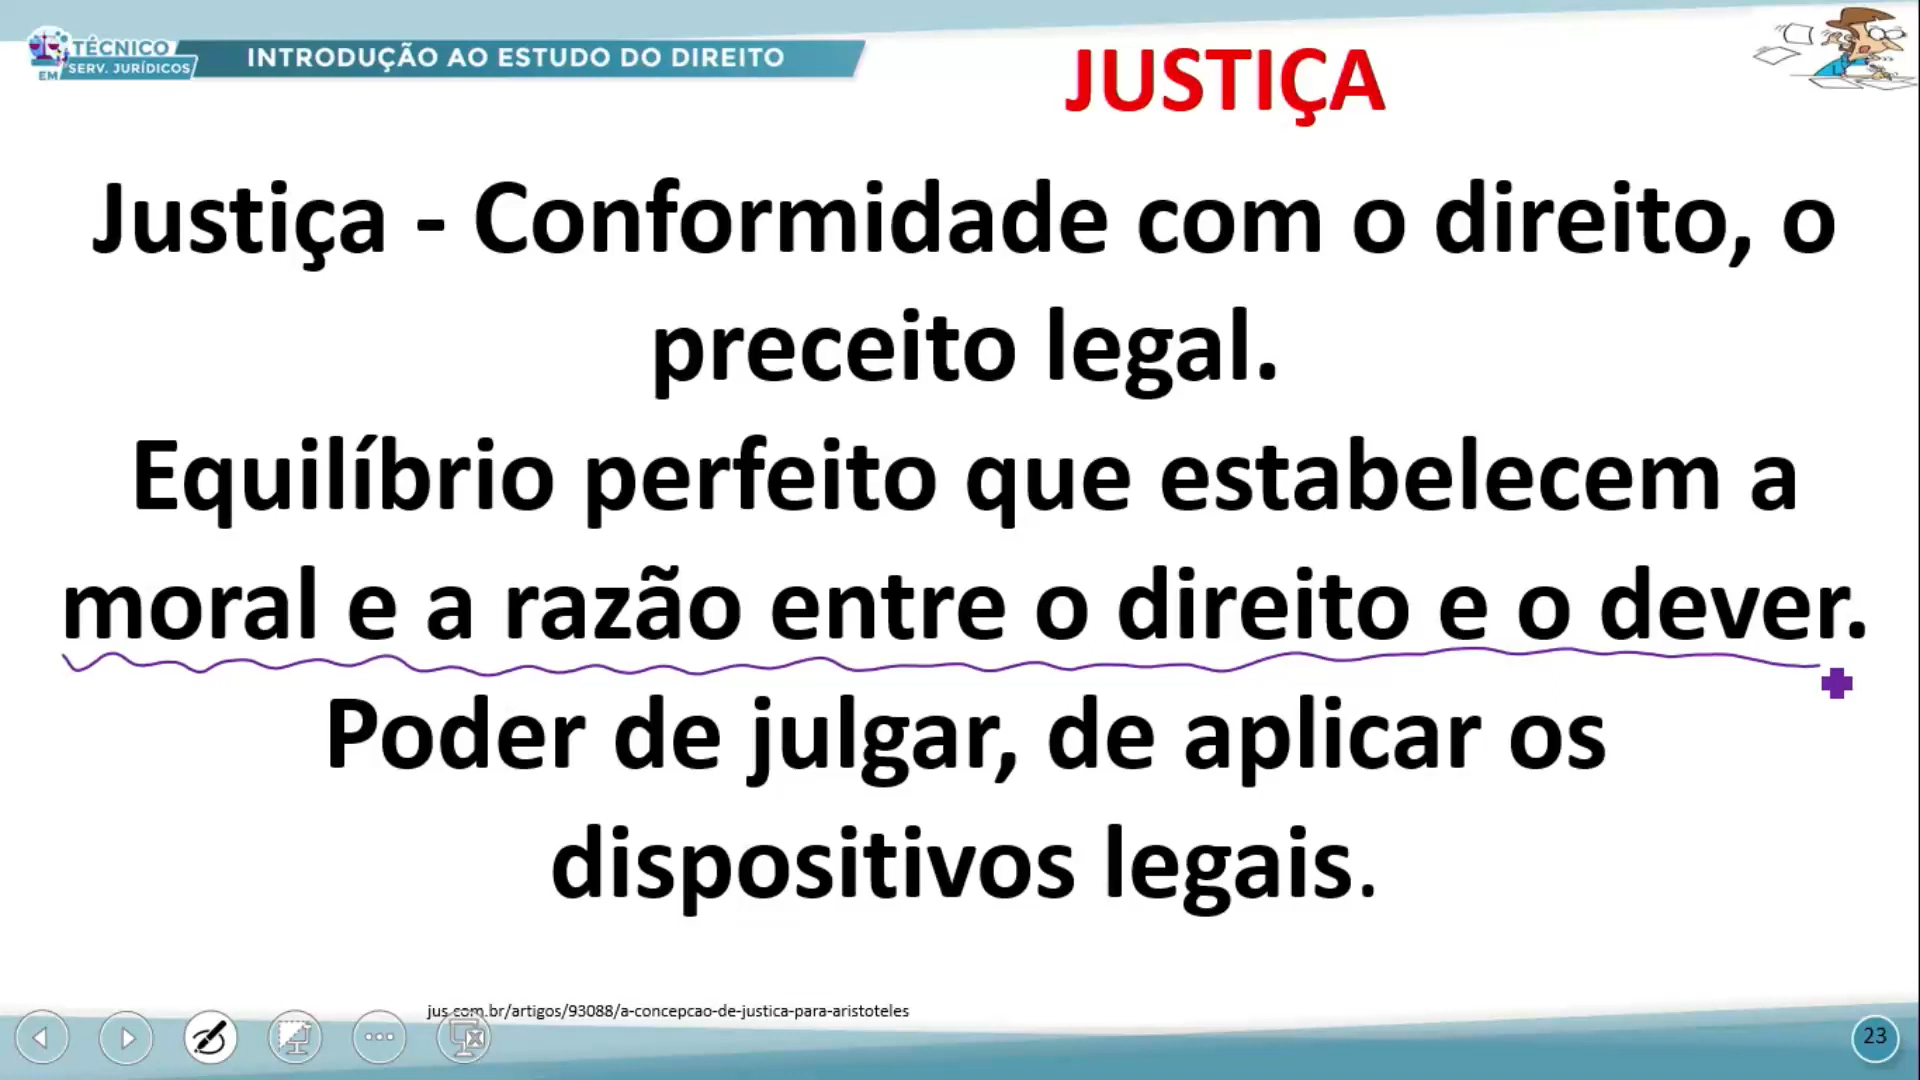 TÉCNICO
EM SERV. JURÍDICOS
INTRODUÇÃO AO ESTUDO DO DIREITO
JUSTIÇA
Justiça - Conformidade com o direito, o
preceito legal.
Equilíbrio perfeito que estabelecem a
moral e a razão entre o direito e o dever.
Poder de julgar, de aplicar os
dispositivos legais.
jus.com.br/artigos/93088/a-concepcao-de-justica-para-aristoteles
23